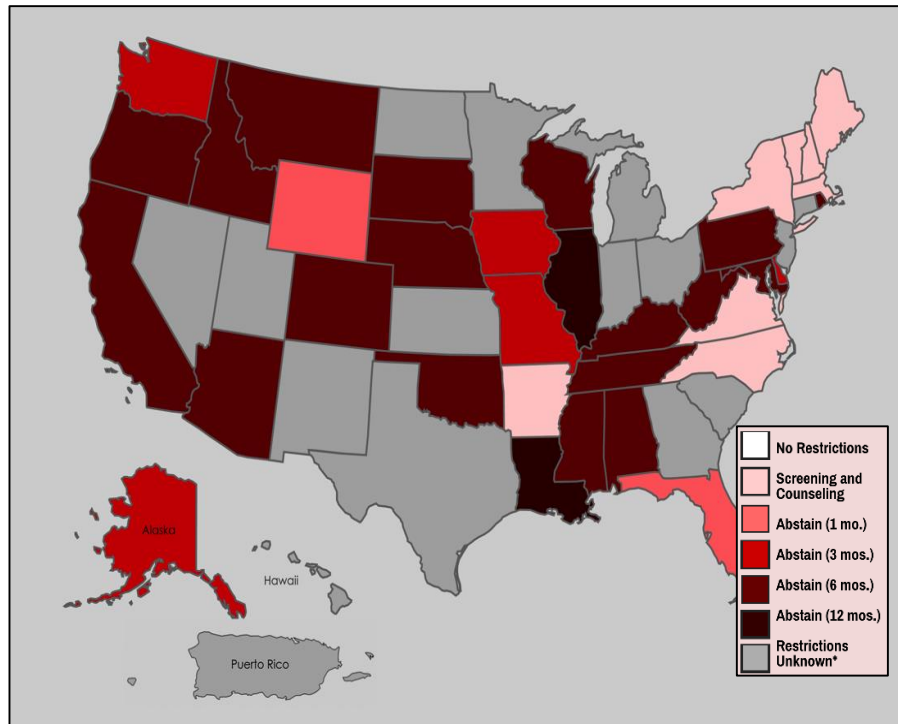 Alaska
Hawaii
Puerto Rico
No Restrictions
Screening and
Counseling
Abstain (1 mo.)
Abstain (3 mos.)
Abstain (6 mos.)
Abstain (12 mos.)
Restrictions
Unknown*